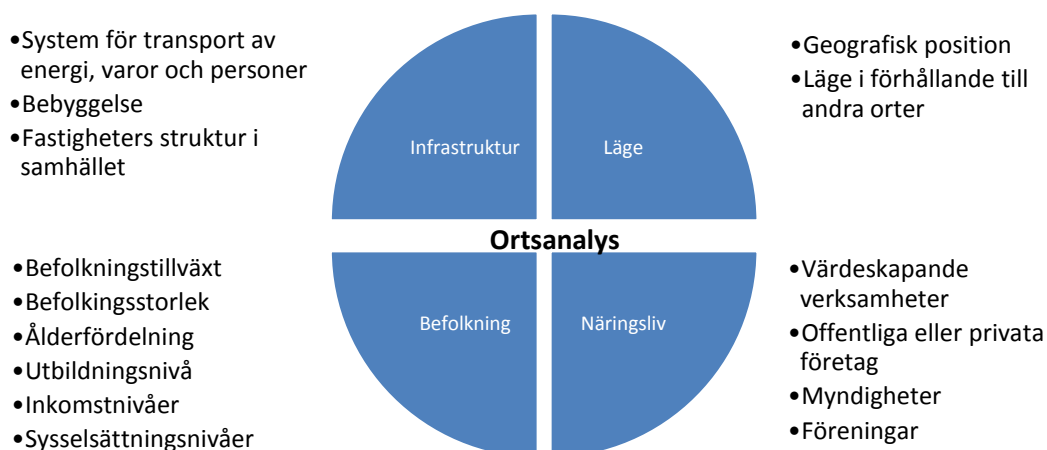 •System för transport av
energi, varor och personer
•Bebyggelse
•Fastigheters struktur i
samhället
Infrastruktur
Läge
•Geografisk position
•Läge i förhållande till
andra orter
Ortsanalys
•Befolkningstillväxt
•Befolkingsstorlek
•Ålderfördelning
•Utbildningsnivå
•Inkomstnivåer
•Sysselsättningsnivåer
Befolkning
Näringsliv
•Värdeskapande
verksamheter
•Offentliga eller privata
företag
•Myndigheter
•Föreningar